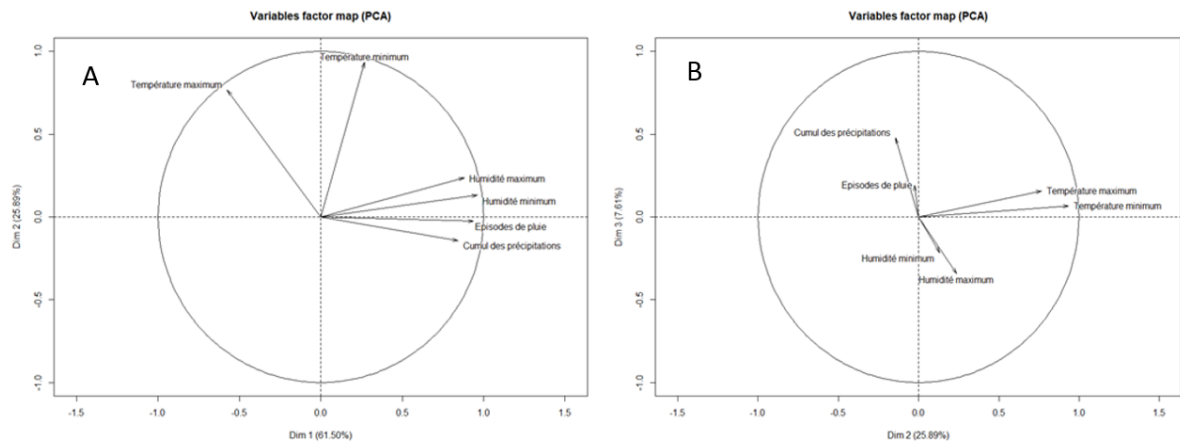 Variables factor map (PCA)
A
Température minimum
Température maximum
Humidité maximum
Humidité minimum
Episodes de pluie
Cumul des précipitations
Dim 2 (25.89%)
1.0
0.5
0.0
-0.5
-1.0
-1.5
-1.0
-0.5
0.0
0.5
1.0
1.5
Dim 1 (61.50%)
Variables factor map (PCA)
B
Cumul des précipitations
Episodes de pluie
Température maximum
Température minimum
Humidité minimum
Humidité maximum
Dim 3 (7.61%)
1.0
0.5
0.0
-0.5
-1.0
-1.5
-1.0
-0.5
0.0
0.5
1.0
1.5
Dim 2 (25.89%)